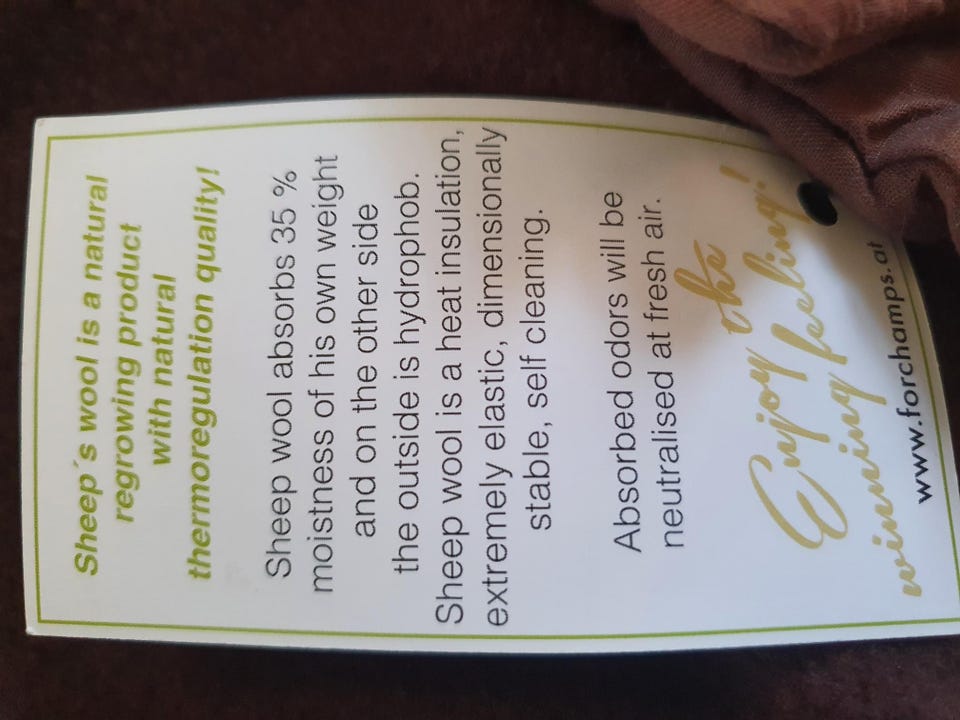 Sheep´s wool is a natural
regrowing product
with natural
thermoregulation quality!
Sheep wool absorbs 35 %
moistness of his own weight
and on the other side
the outside is hydrophob.
Sheep wool is a heat insulation,
extremely elastic, dimensionally
stable, self cleaning.
Absorbed odors will be
neutralised at fresh air.
Enjoy the
winning feeling!
www.forchamps.at